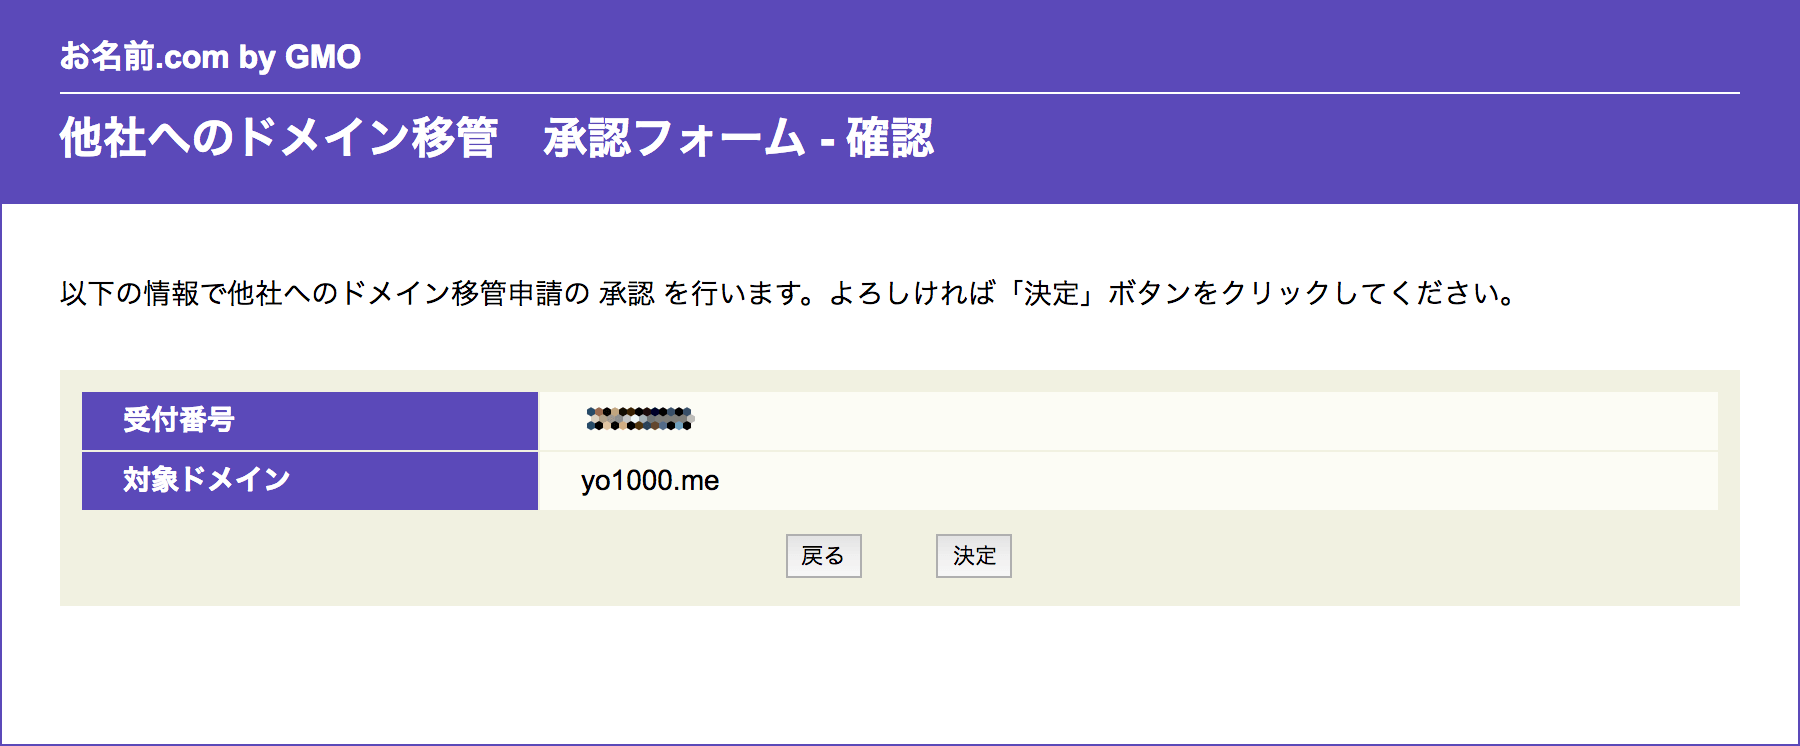 お名前.com by GMO
他社へのドメイン移管　承認フォーム - 確認
以下の情報で他社へのドメイン移管申請の 承認 を行います。よろしければ「決定」ボタンをクリックしてください。
受付番号
対象ドメイン yo1000.me
戻る 決定